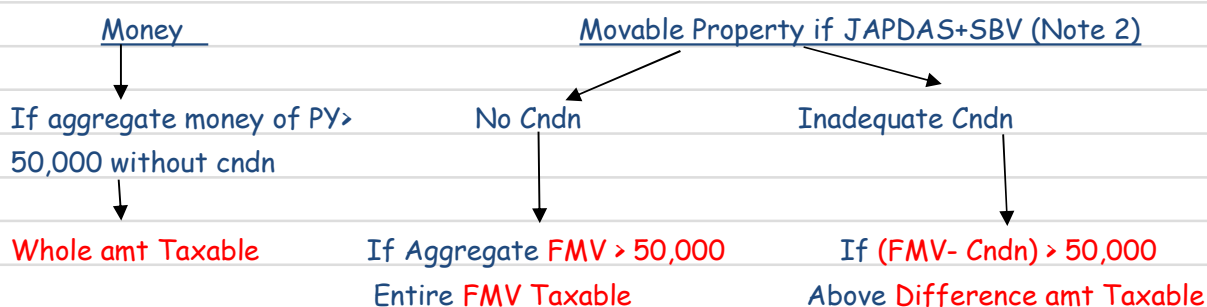 Money
Movable Property if JAPDAS+SBV (Note 2)
If aggregate money of PY>
50,000 without cndn
No Cndn
Inadequate Cndn
Whole amt Taxable
If Aggregate FMV > 50,000
Entire FMV Taxable
If (FMV- Cndn) > 50,000
Above Difference amt Taxable